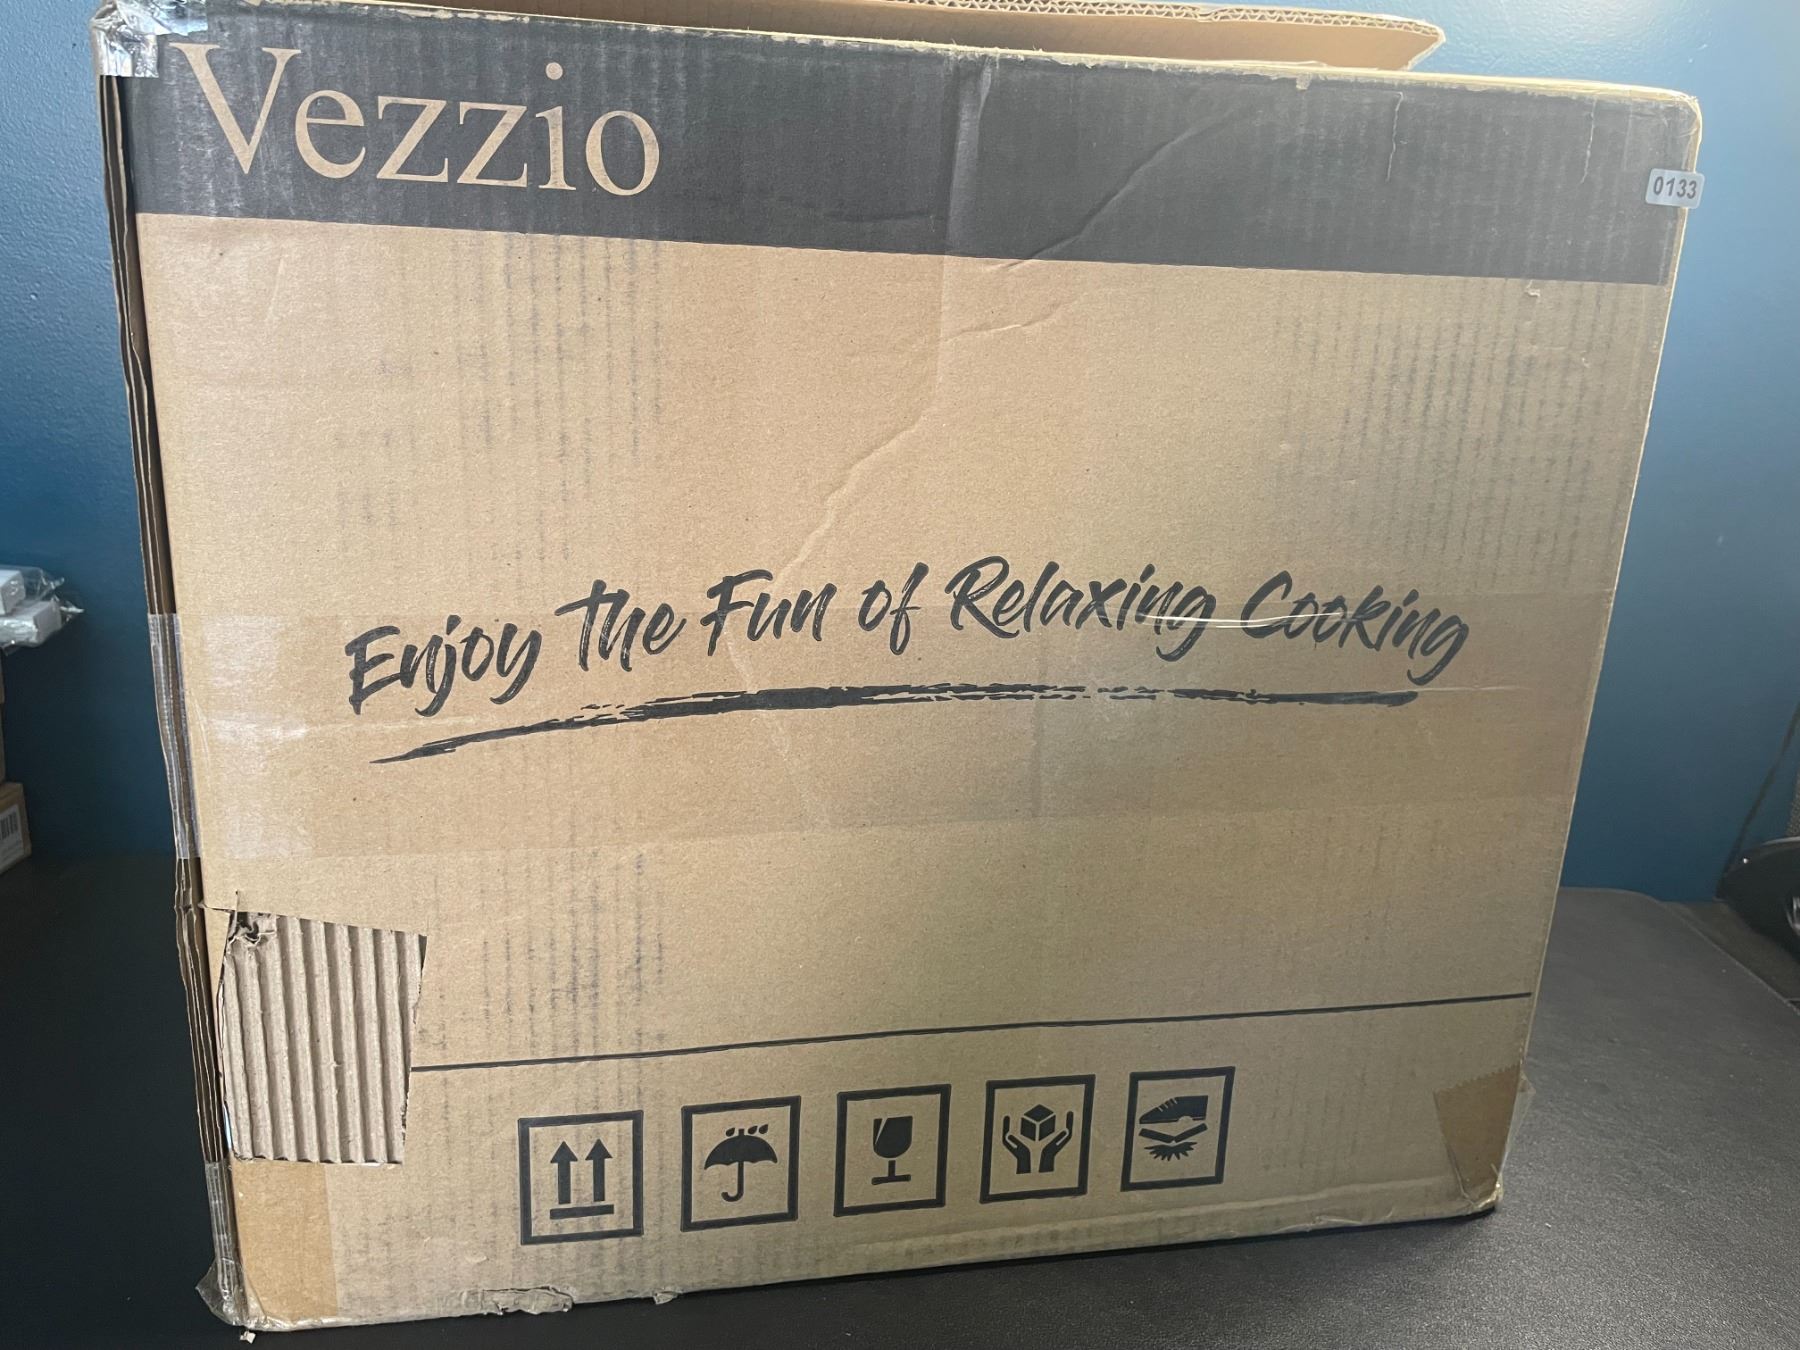 Vezzio
0133
Enjoy the Fun of Relaxing Cooking